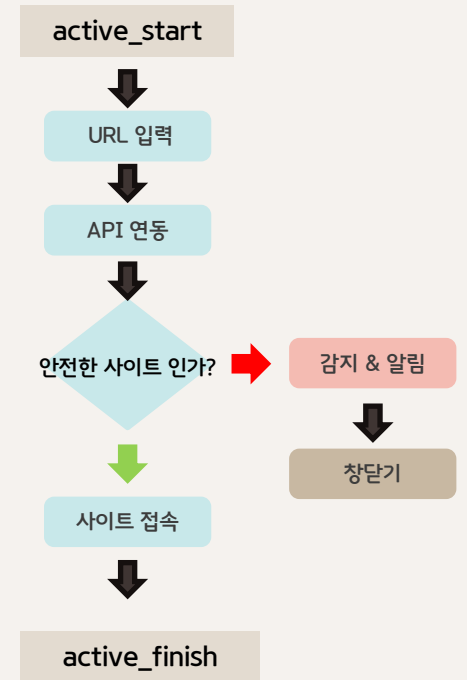 active_start
URL 입력
API 연동
안전한 사이트 인가?
감지 & 알림
창닫기
사이트 접속
active_finish